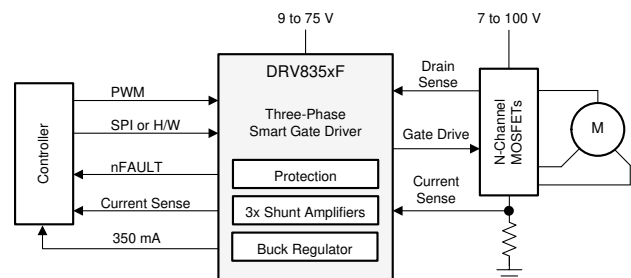 9 to 75 V
7 to 100 V
DRV835xF
Three-Phase
Smart Gate Driver
Protection
3x Shunt Amplifiers
Buck Regulator
Controller
PWM
SPI or H/W
nFAULT
Current Sense
350 mA
Drain
Sense
Gate Drive
Current
Sense
N-Channel
MOSFETs
M